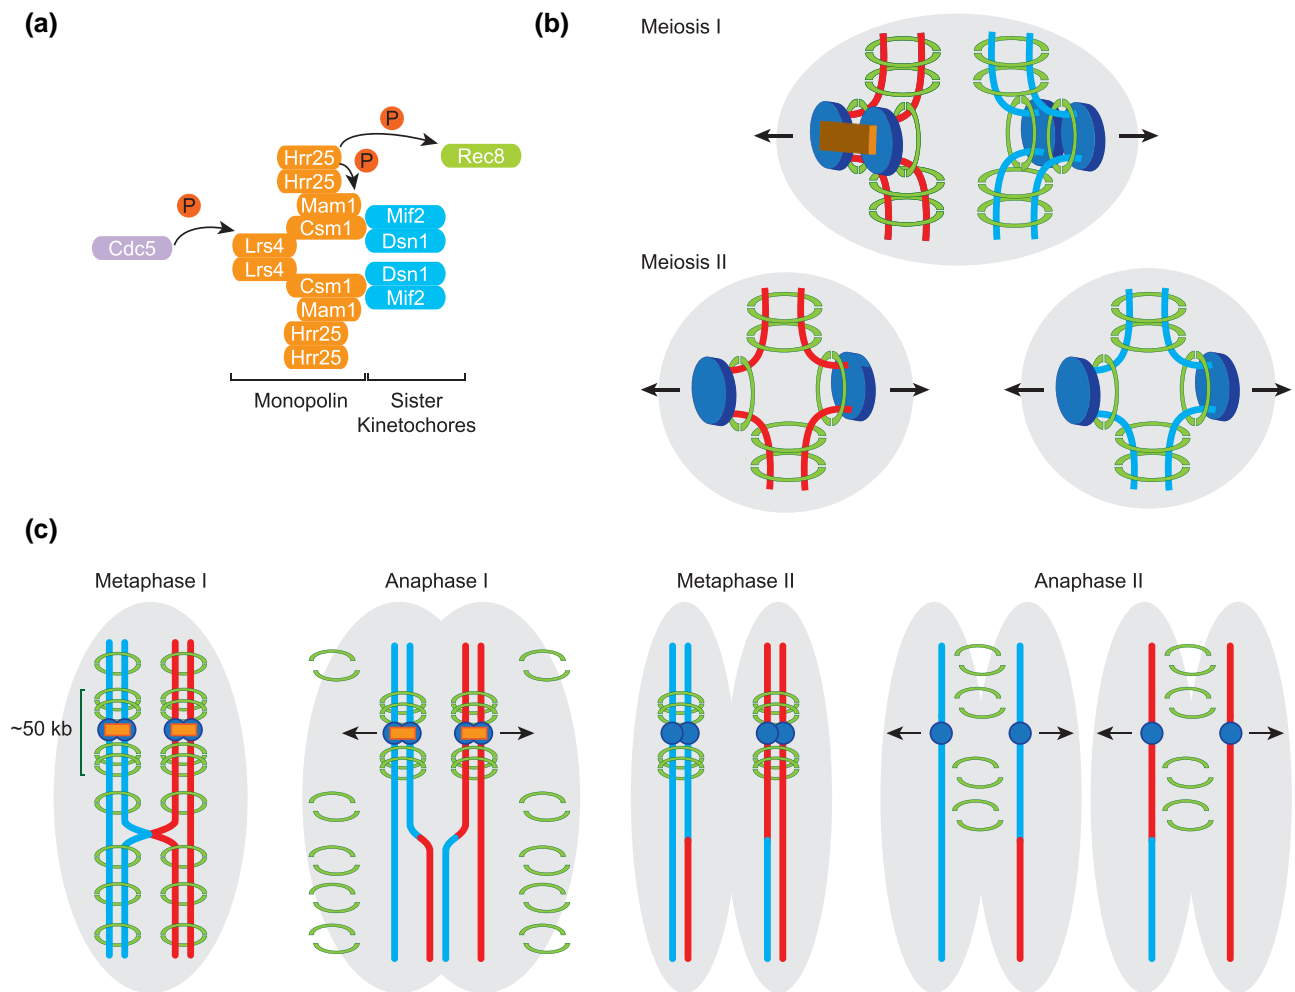 (a)
P
Hrr25
Rec8
P
Hrr25
Mam1
P
Mif2
Csm1
Cdc5
Lrs4
Dsn1
Lrs4
Dsn1
Csm1
Mif2
Mam1
Hrr25
Hrr25
Monopolin
Sister
Kinetochores
(b)
Meiosis I
Meiosis II
(c)
Metaphase I
Anaphase I
Metaphase II
Anaphase II
~50 kb